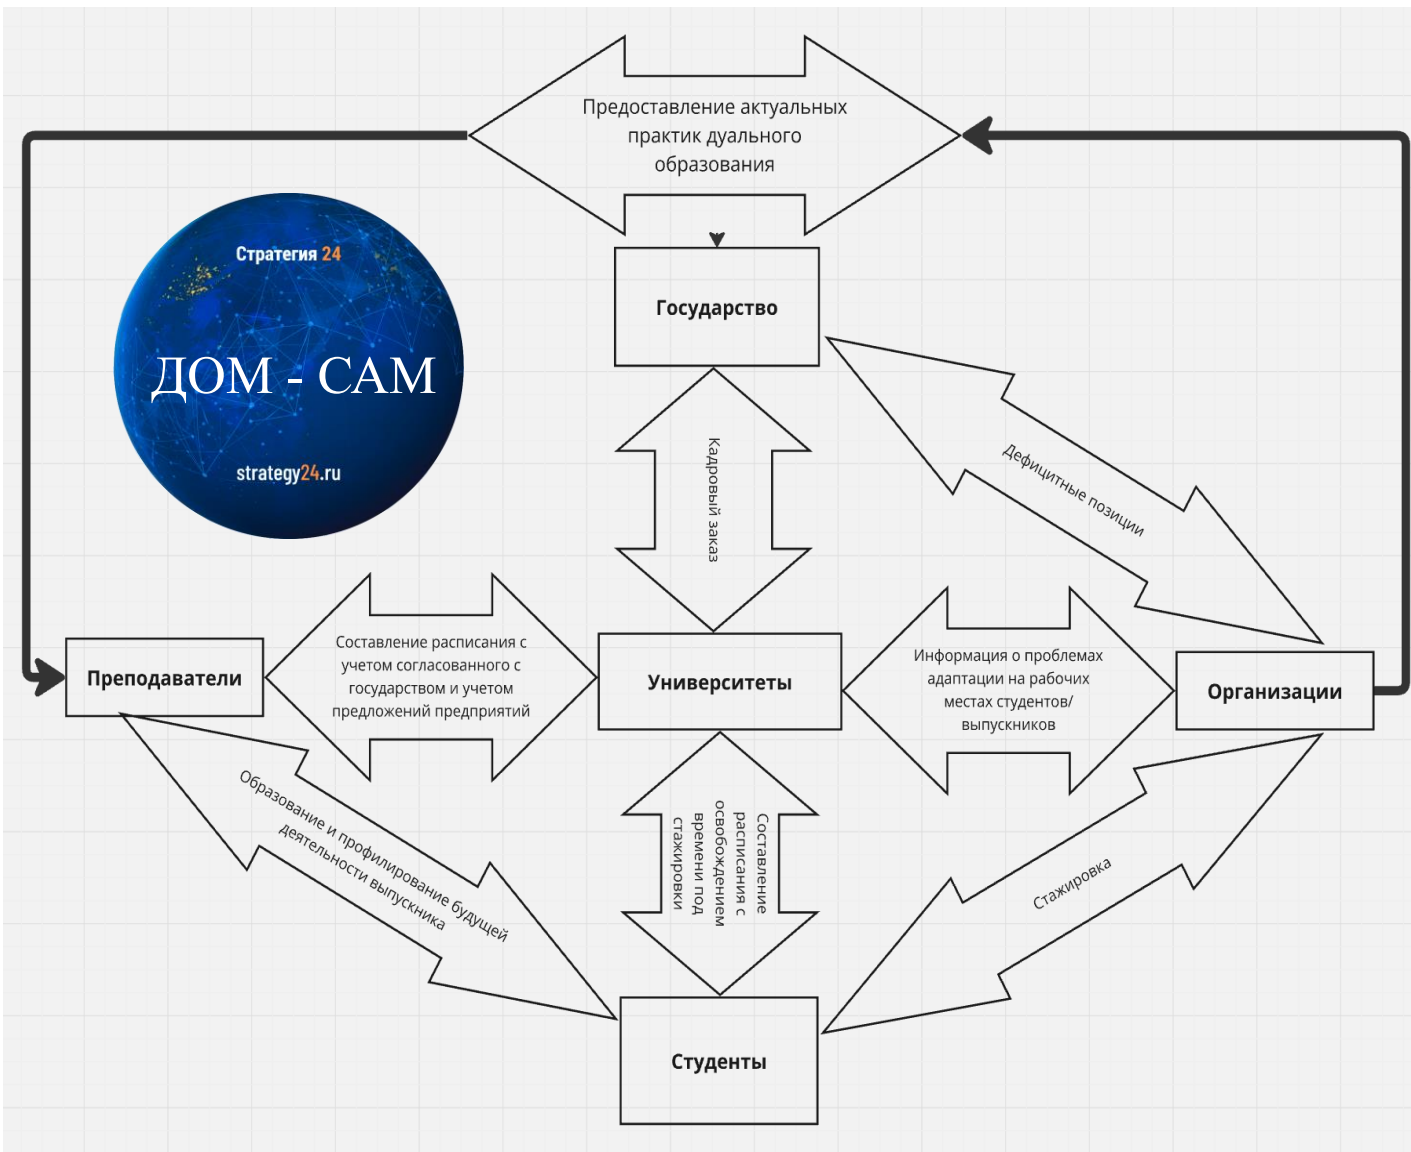 Предоставление актуальных
практик дуального
образования
Стратегия 24
ДОМ - САМ
strategy24.ru
Государство
Кадровый заказ
Дефицитные позиции
Преподаватели
Составление расписания с
учетом согласованного с
государством и учетом
предложений предприятий
Университеты
Информация о проблемах
адаптации на рабочих
местах студентов/
выпускников
Организации
Образование и профилирование будущей
деятельности выпускника
Составление
расписания с
освобождением
времени под
стажировки
Стажировка
Студенты